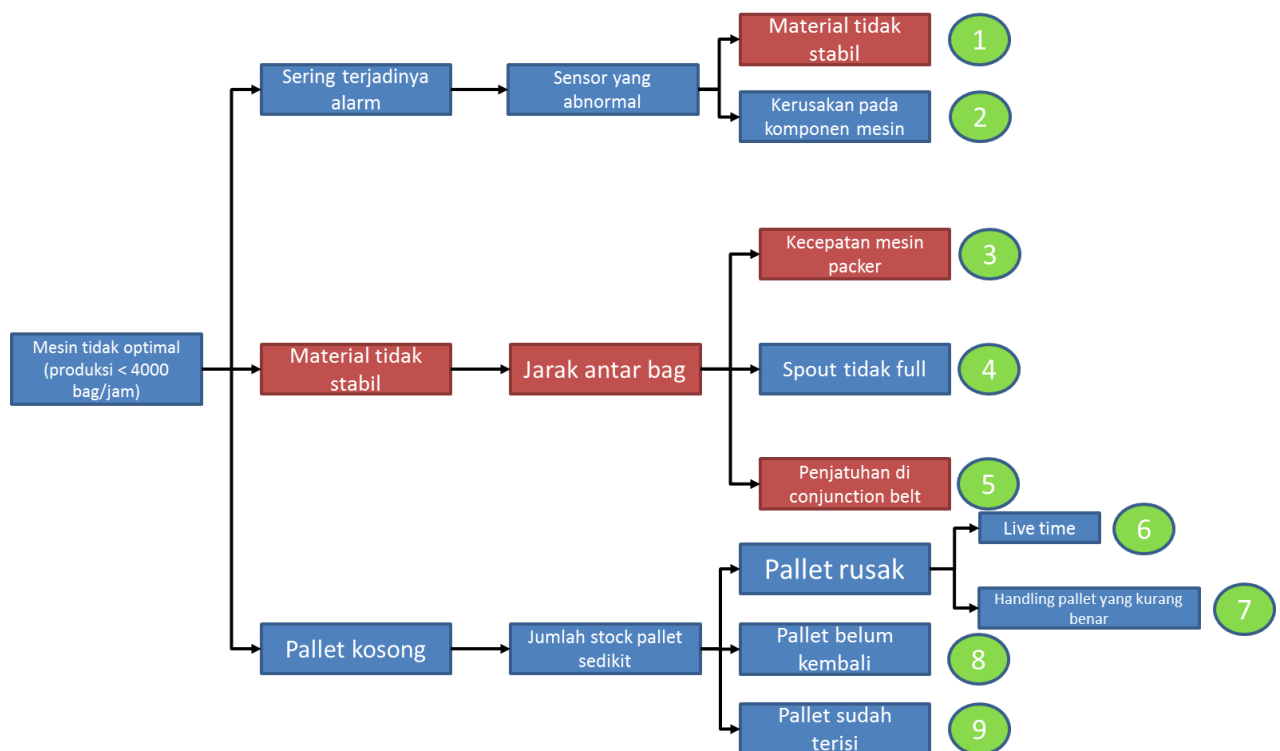 Material tidak
stabil
1
Sering terjadinya
alarm
Sensor yang
abnormal
Kerusakan pada
komponen mesin
2
Kecepatan mesin
packer
3
Mesin tidak optimal
(produksi < 4000
bag/jam)
Material tidak
stabil
Jarak antar bag
Spout tidak full
4
Penjatuhan di
conjunction belt
5
Live time
6
Pallet rusak
Handling pallet yang kurang
benar
7
Pallet kosong
Jumlah stock pallet
sedikit
Pallet belum
kembali
8
Pallet sudah
terisi
9